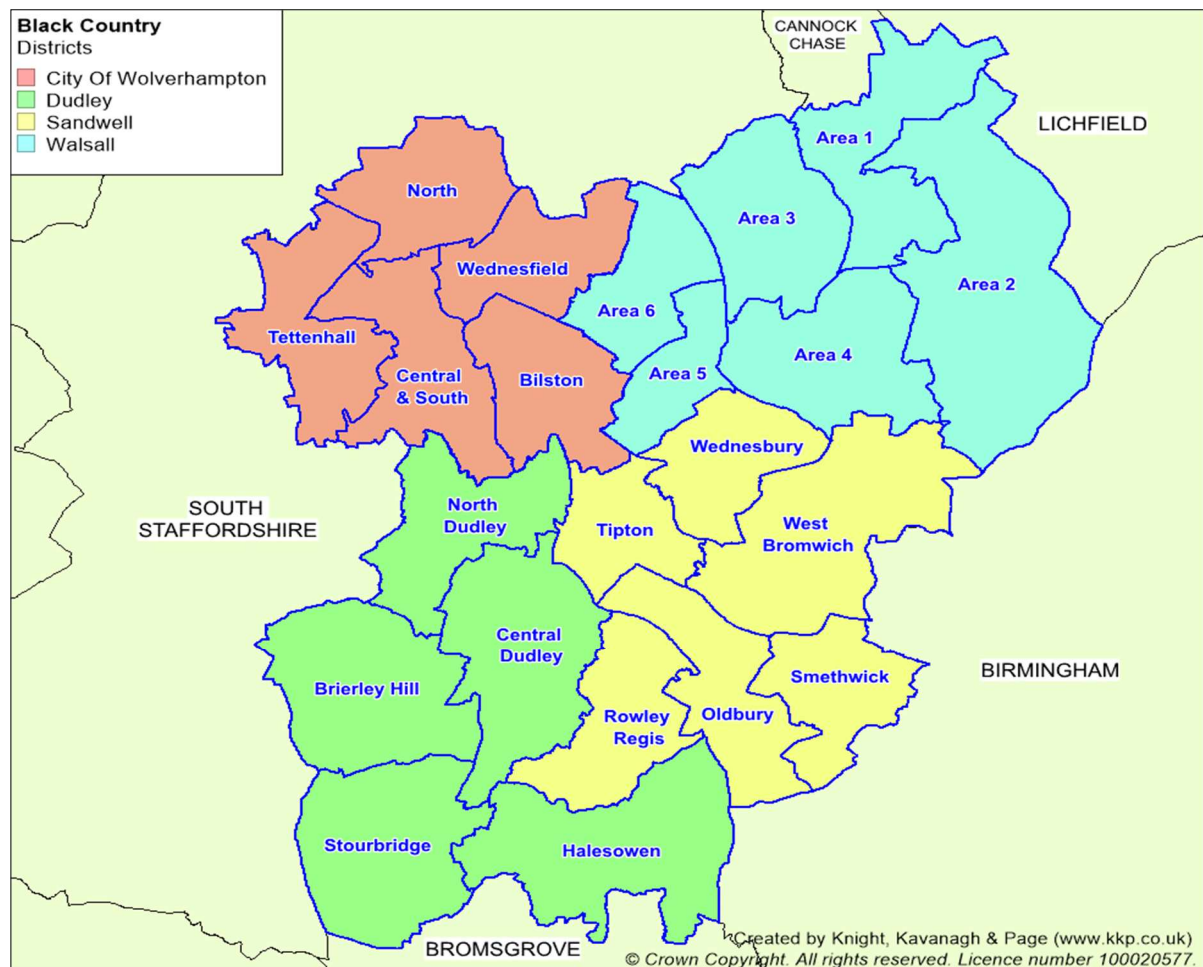 Black Country
Districts
City Of Wolverhampton
Dudley
Sandwell
Walsall
CANNOCK
CHASE
LICHFIELD
Area 1
North
Area 3
Wednesfield
Area 2
Area 6
Tettenhall
Area 4
Central
& South
Bilston
Area 5
Wednesbury
SOUTH
STAFFORDSHIRE
North
Dudley
Tipton
West
Bromwich
Central
Dudley
BIRMINGHAM
Smethwick
Brierley Hill
Rowley
Regis
Oldbury
Stourbridge
Halesowen
BROMSGROVE
Created by Knight, Kavanagh & Page (www.kkp.co.uk)
© Crown Copyright. All rights reserved. Licence number 100020577.